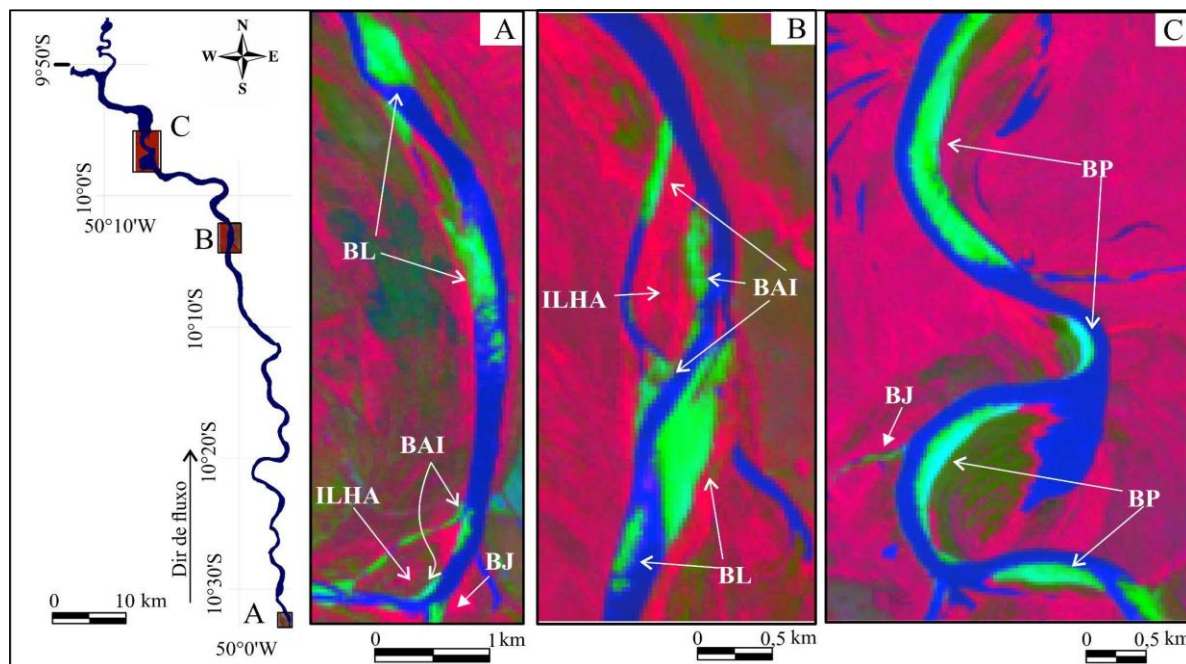 N
W E
S
9°50'S
C
10°0'S
50°10'W
B
10°10'S
10°20'S
Dir de fluxo
10°30'S
0 10 km
A
50°0'W
A
BL
BAI
ILHA
BJ
0 1 km
B
ILHA
BAI
BL
0 0,5 km
C
BP
BJ
BP
0 0,5 km